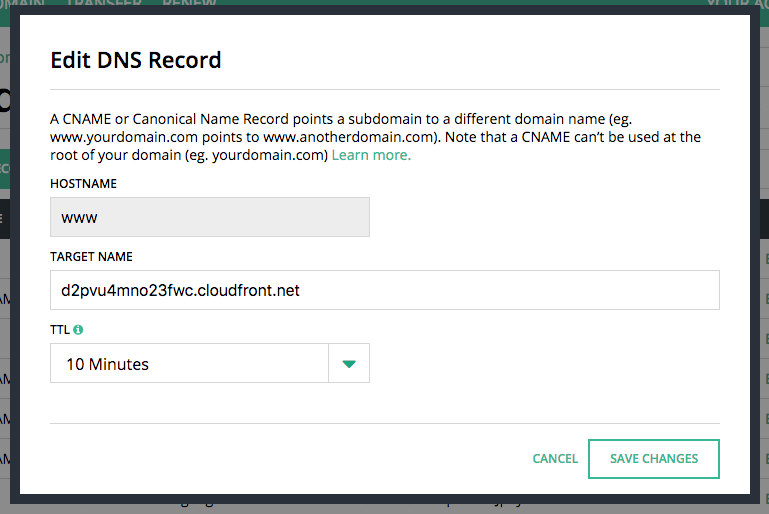 TRANSFER RENEW
Edit DNS Record
A CNAME or Canonical Name Record points a subdomain to a different domain name (eg.
www.yourdomain.com points to www.anotherdomain.com). Note that a CNAME can’t be used at the
root of your domain (eg. yourdomain.com) Learn more.
HOSTNAME
www
TARGET NAME
d2pvu4mno23fwc.cloudfront.net
TTL
10 Minutes
CANCEL
SAVE CHANGES